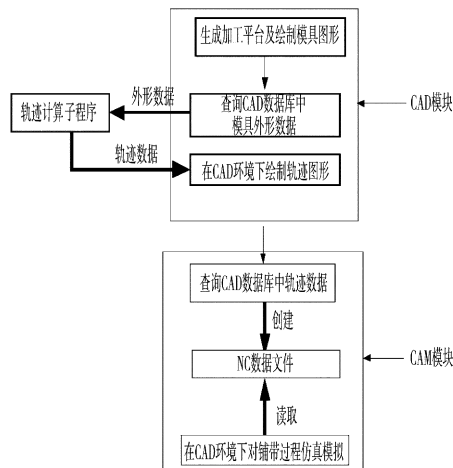 生成加工平台及绘制模具图形
查询CAD数据库中
模具外形数据
CAD模块
外形数据
轨迹计算子程序
轨迹数据
在CAD环境下绘制轨迹图形
查询CAD数据库中轨迹数据
创建
NC数据文件
CAM模块
读取
在CAD环境下对铺带过程仿真模拟